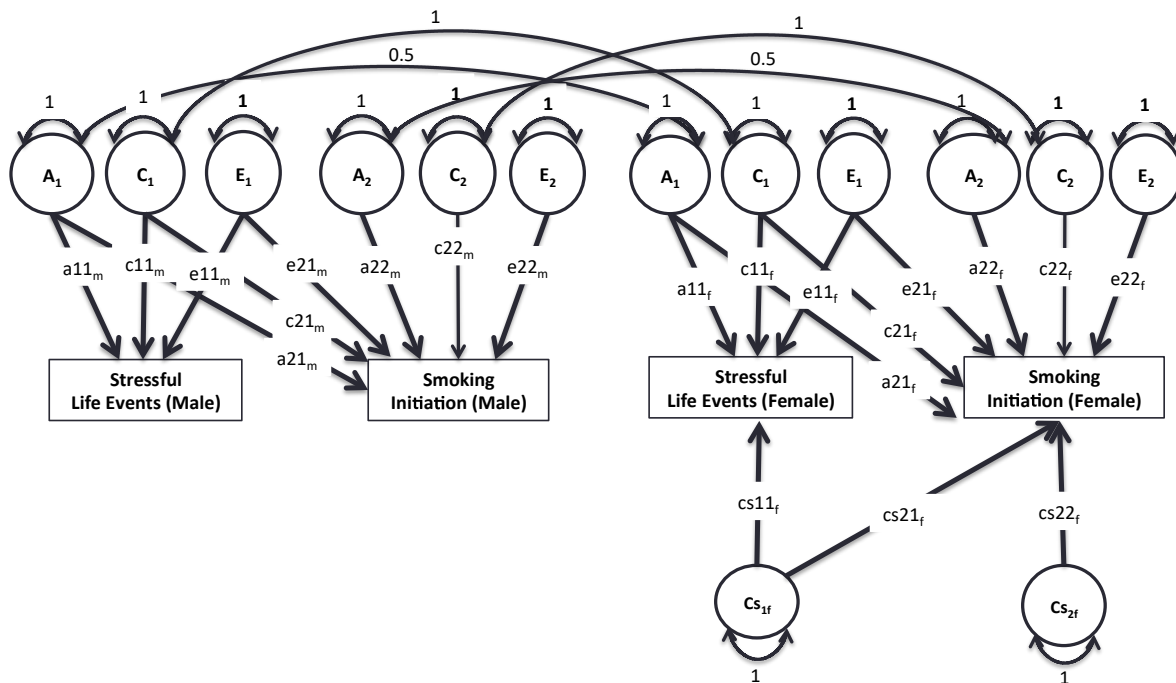 1
1
0.5
0.5
1
1
1
1
1
1
1
1
1
1
1
1
A₁
C₁
E₁
A₂
C₂
E₂
A₁
C₁
E₁
A₂
C₂
E₂
a11ₘ
c11ₘ
e11ₘ
e21ₘ
a22ₘ
c22ₘ
e22ₘ
c21ₘ
a21ₘ
a11f
c11f
e11f
e21f
a22f
c22f
e22f
c21f
a21f
Stressful
Life Events (Male)
Smoking
Initiation (Male)
Stressful
Life Events (Female)
Smoking
Initiation (Female)
cs11f
cs21f
cs22f
Cs1f
Cs2f
1
1